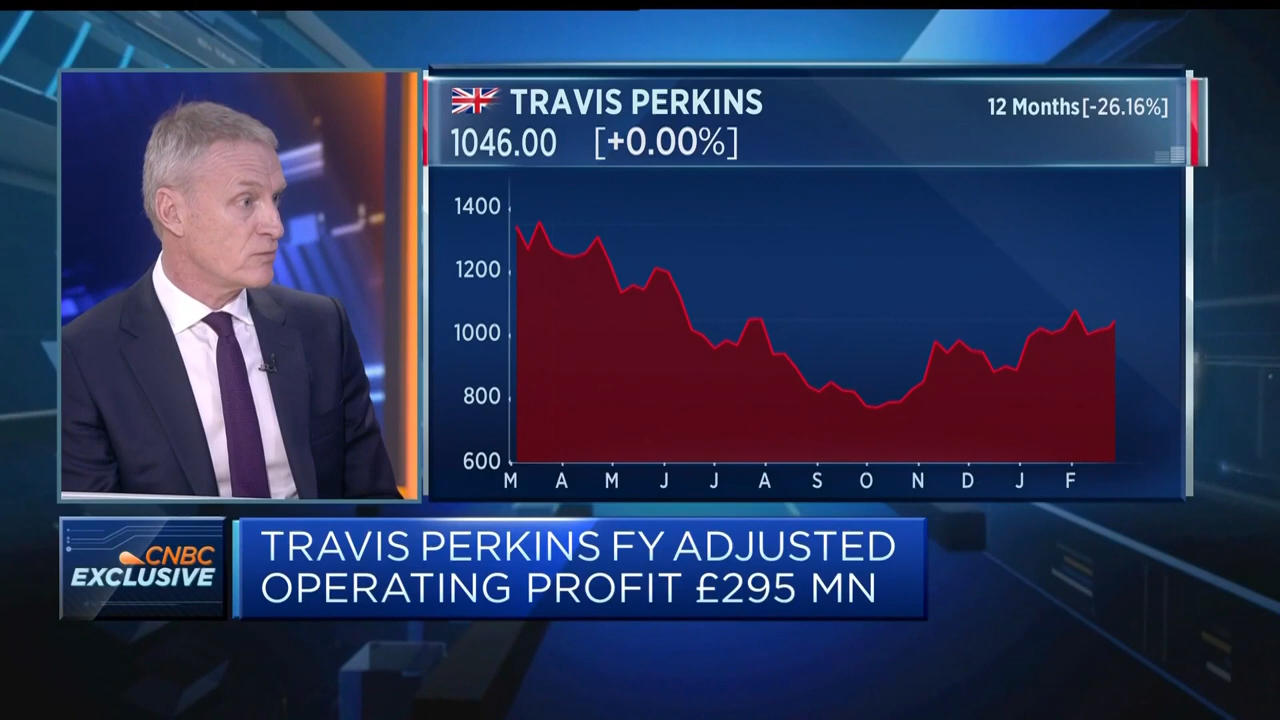 TRAVIS PERKINS
12 Months[-26.16%]
1046.00 [+0.00%]
1400
1200
1000
800
600
M A M J J A S O N D J F
CNBC
EXCLUSIVE
TRAVIS PERKINS FY ADJUSTED
OPERATING PROFIT £295 MN